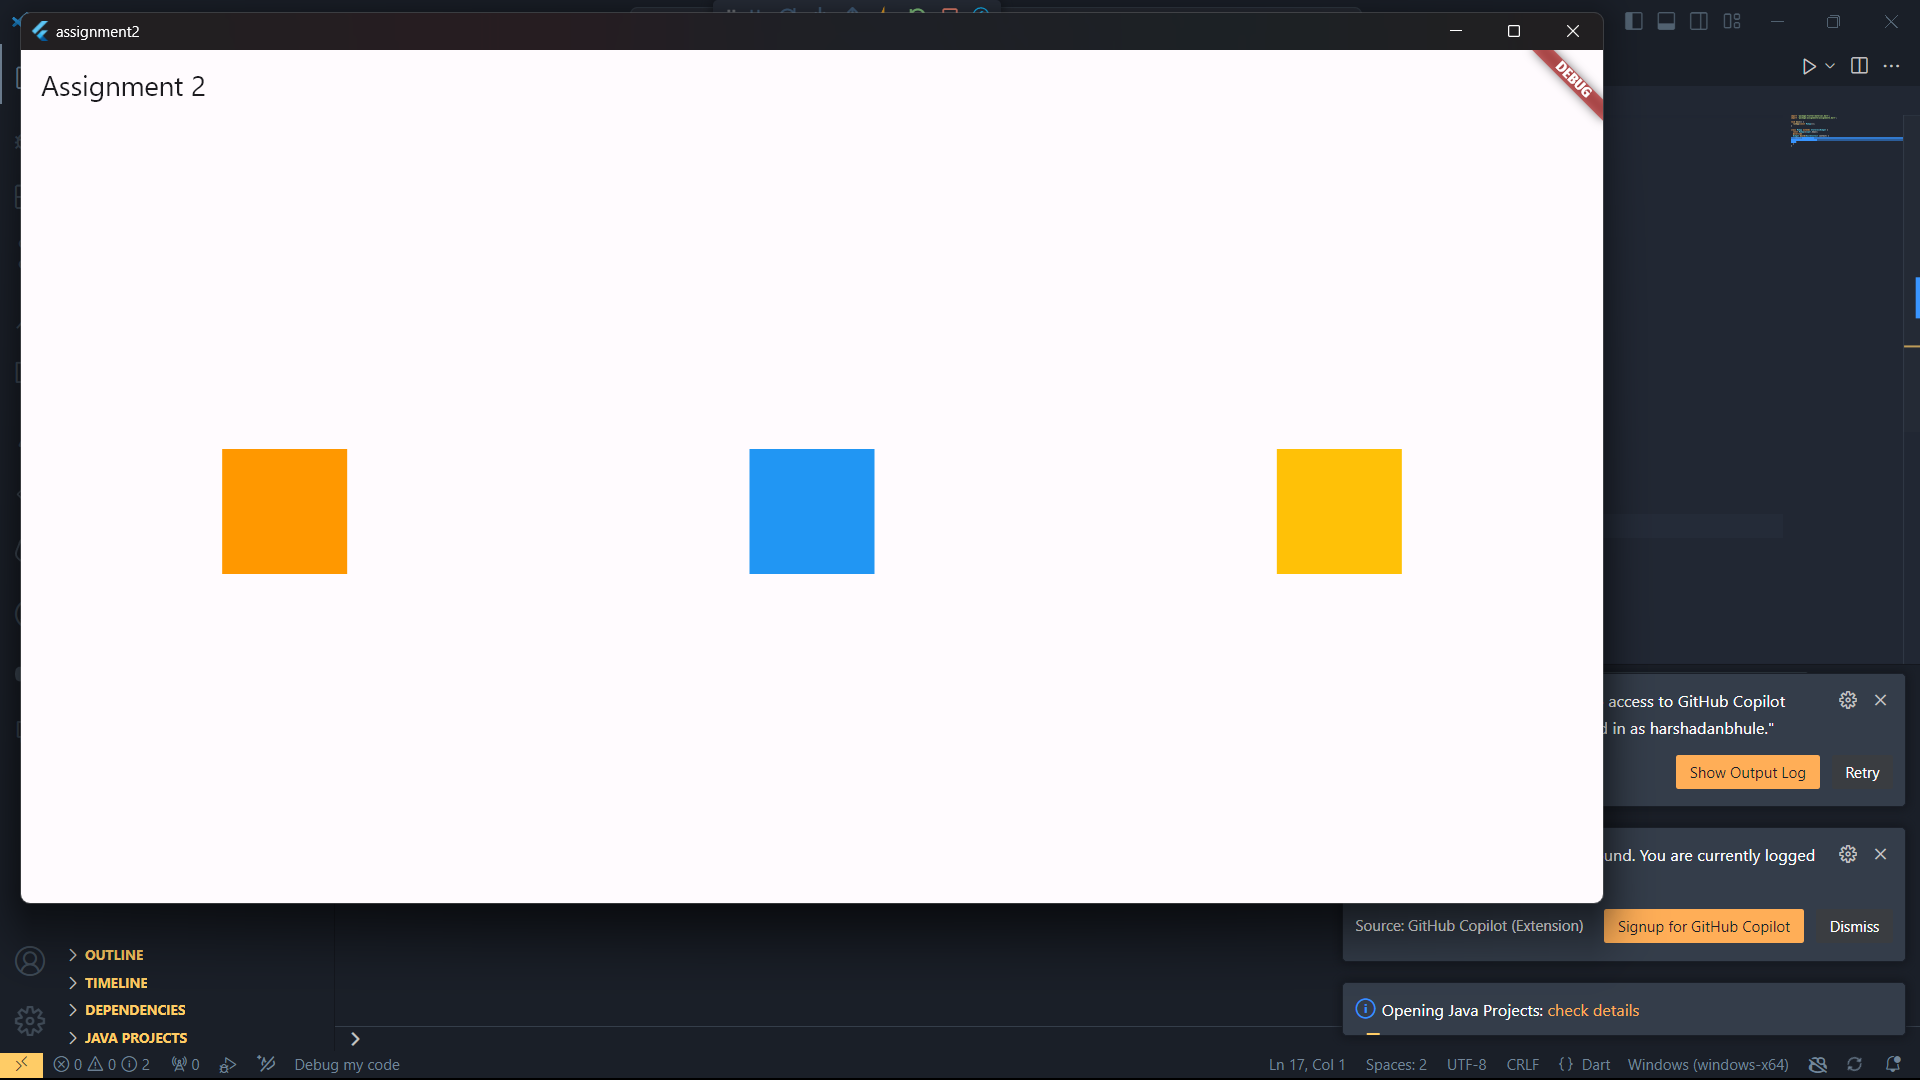 assignment2
Assignment 2
DEBUG
access to GitHub Copilot
in as harshadanbhule."
Show Output Log
Retry
You are currently logged
Source: GitHub Copilot (Extension)
Signup for GitHub Copilot
Dismiss
Opening Java Projects: check details
OUTLINE
TIMELINE
DEPENDENCIES
JAVA PROJECTS
0 0 2 0 Debug my code
Ln 17, Col 1 Spaces: 2 UTF-8 CRLF {} Dart Windows (windows-x64)